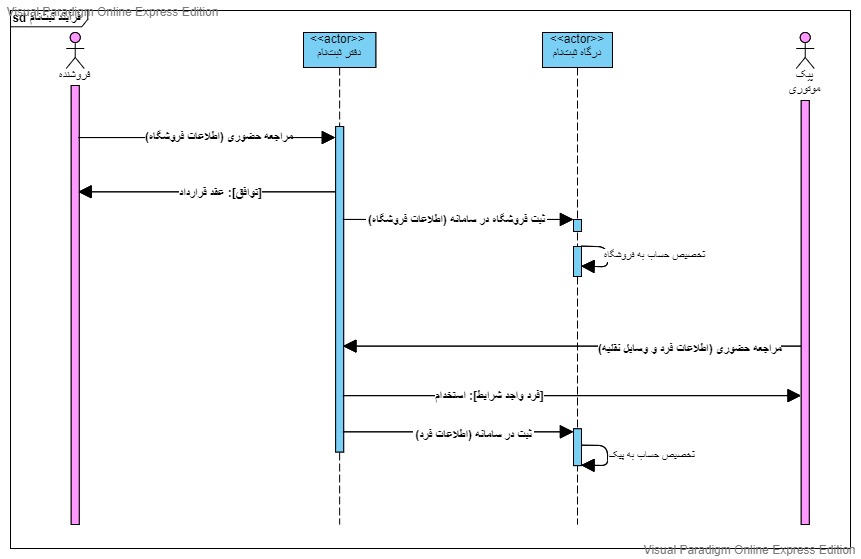 Visual Paradigm Online Express Edition
sd فرآیند ثبت‌نام
فروشنده
<<actor>>
دفتر ثبت‌نام
<<actor>>
درگاه ثبت‌نام
پیک
موتوری
مراجعه حضوری (اطلاعات فروشگاه)
[توافق]: عقد قرارداد
ثبت فروشگاه در سامانه (اطلاعات فروشگاه)
تخصیص حساب به فروشگاه
مراجعه حضوری (اطلاعات فرد و وسایل نقلیه)
[فرد واجد شرایط]: استخدام
ثبت در سامانه (اطلاعات فرد)
تخصیص حساب به پیک
Visual Paradigm Online Express Edition